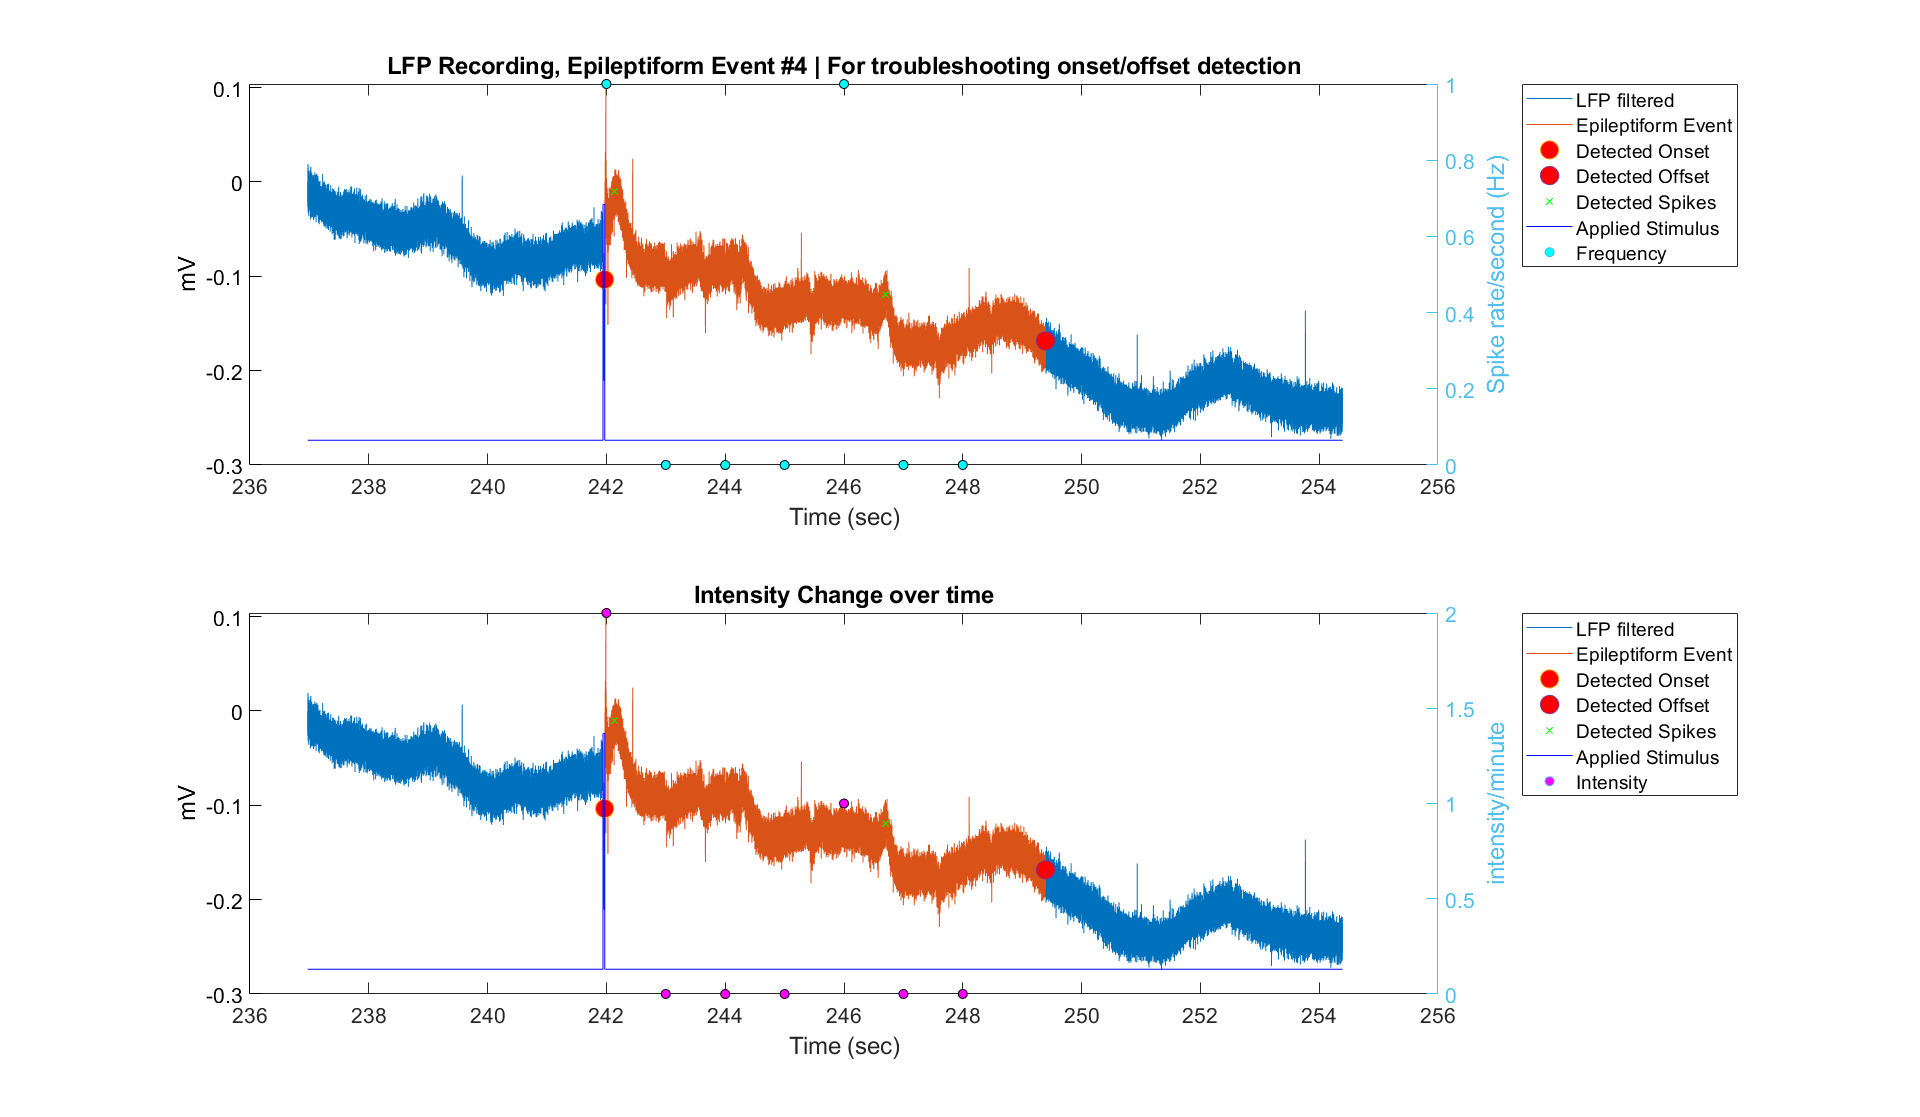 LFP Recording, Epileptiform Event #4 | For troubleshooting onset/offset detection
0.1
0
-0.1
-0.2
-0.3
mV
236 238 240 242 244 246 248 250 252 254 256
Time (sec)
1
0.8
0.6
0.4
0.2
0
Spike rate/second (Hz)
LFP filtered
Epileptiform Event
Detected Onset
Detected Offset
Detected Spikes
Applied Stimulus
Frequency
Intensity Change over time
0.1
0
-0.1
-0.2
-0.3
mV
236 238 240 242 244 246 248 250 252 254 256
Time (sec)
2
1.5
1
0.5
0
intensity/minute
LFP filtered
Epileptiform Event
Detected Onset
Detected Offset
Detected Spikes
Applied Stimulus
Intensity